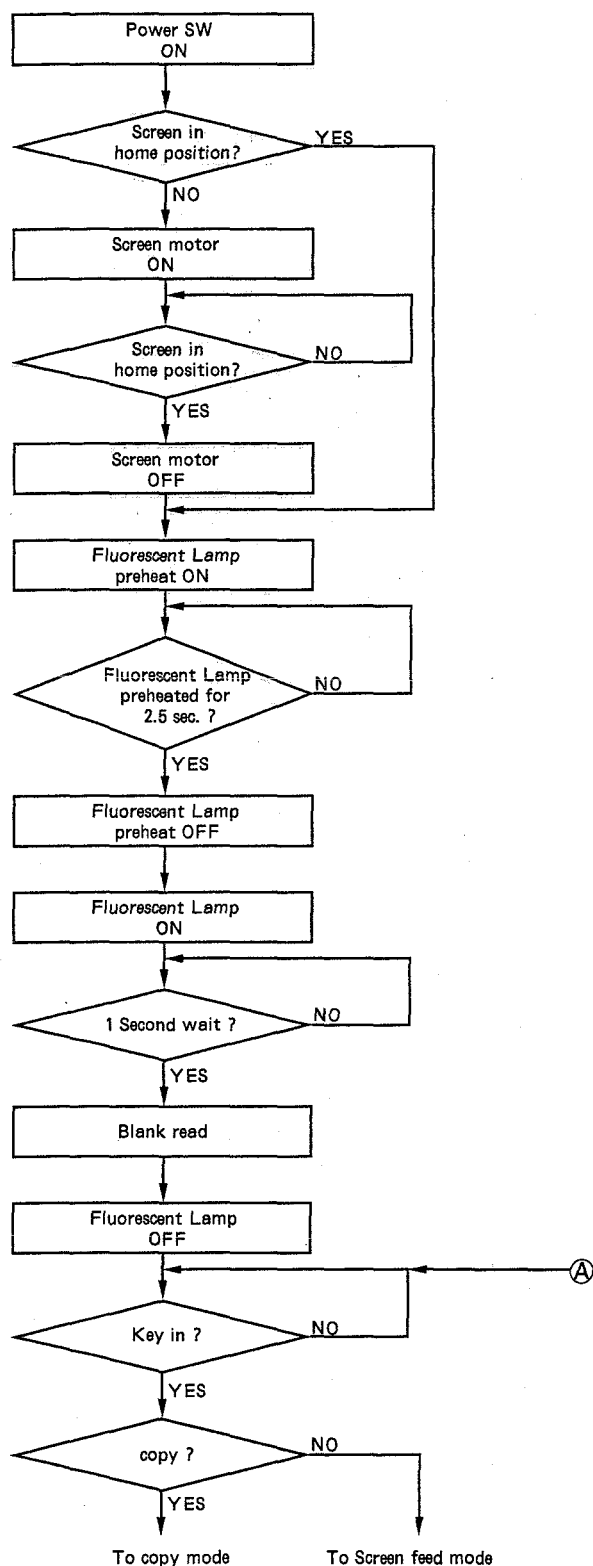 Power SW
ON
Screen in
home position?
YES
NO
Screen motor
ON
Screen in
home position?
NO
YES
Screen motor
OFF
Fluorescent Lamp
preheat ON
Fluorescent Lamp
preheated for
2.5 sec. ?
NO
YES
Fluorescent Lamp
preheat OFF
Fluorescent Lamp
ON
1 Second wait ?
NO
YES
Blank read
Fluorescent Lamp
OFF
A
Key in ?
NO
YES
copy ?
NO
YES
To copy mode
To Screen feed mode